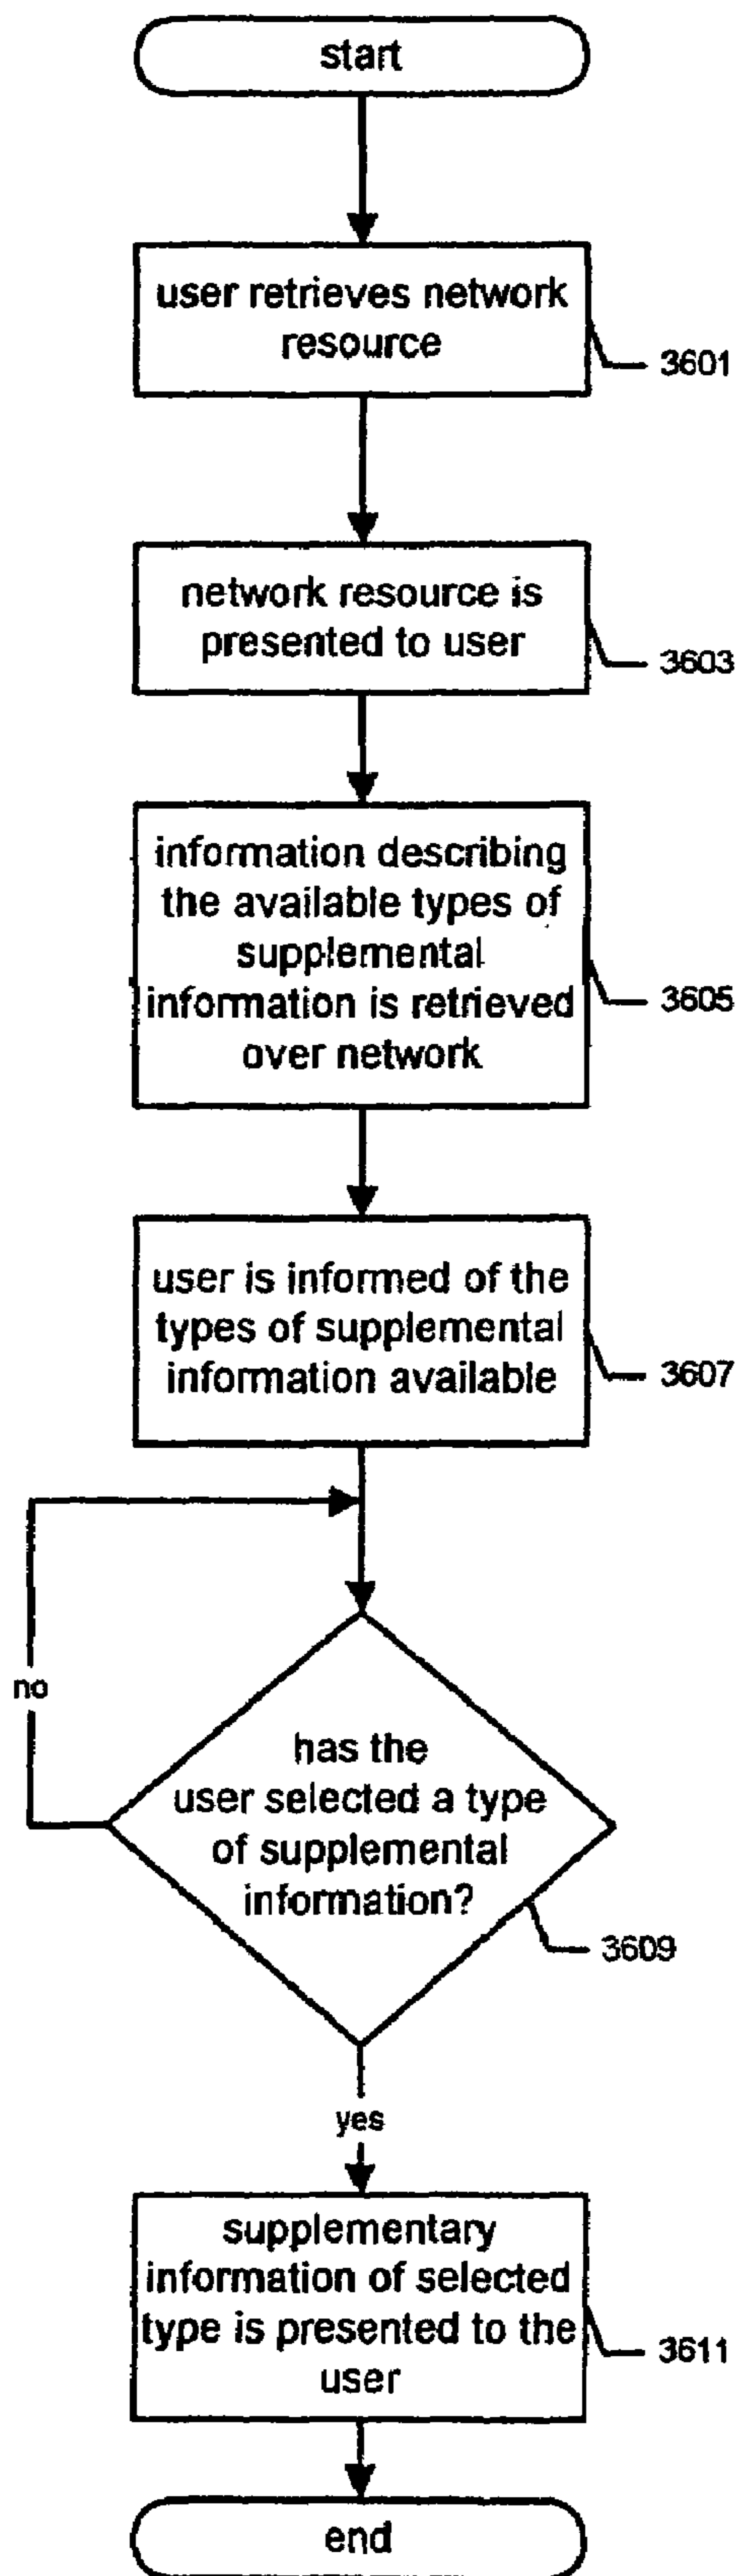 start
user retrieves network
resource
3601
network resource is
presented to user
3603
information describing
the available types of
supplemental
information is retrieved
over network
3605
user is informed of the
types of supplemental
information available
3607
no
has the
user selected a type
of supplemental
information?
3609
yes
supplementary
information of selected
type is presented to the
user
3611
end